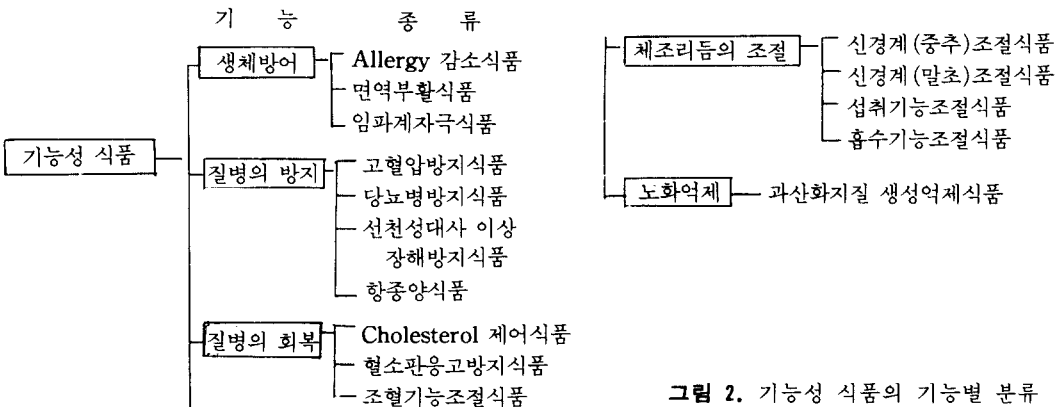 기 능 종 류
생체방어
Allergy 감소식품
면역부활식품
임파계자극식품
기능성 식품
질병의 방지
고혈압방지식품
당뇨병방지식품
선천성대사 이상
장해방지식품
항종양식품
질병의 회복
Cholesterol 제어식품
혈소판응고방지식품
조혈기능조절식품
체조리듬의 조절
신경계(중추)조절식품
신경계(말초)조절식품
섭취기능조절식품
흡수기능조절식품
노화억제
과산화지질 생성억제식품
그림 2. 기능성 식품의 기능별 분류